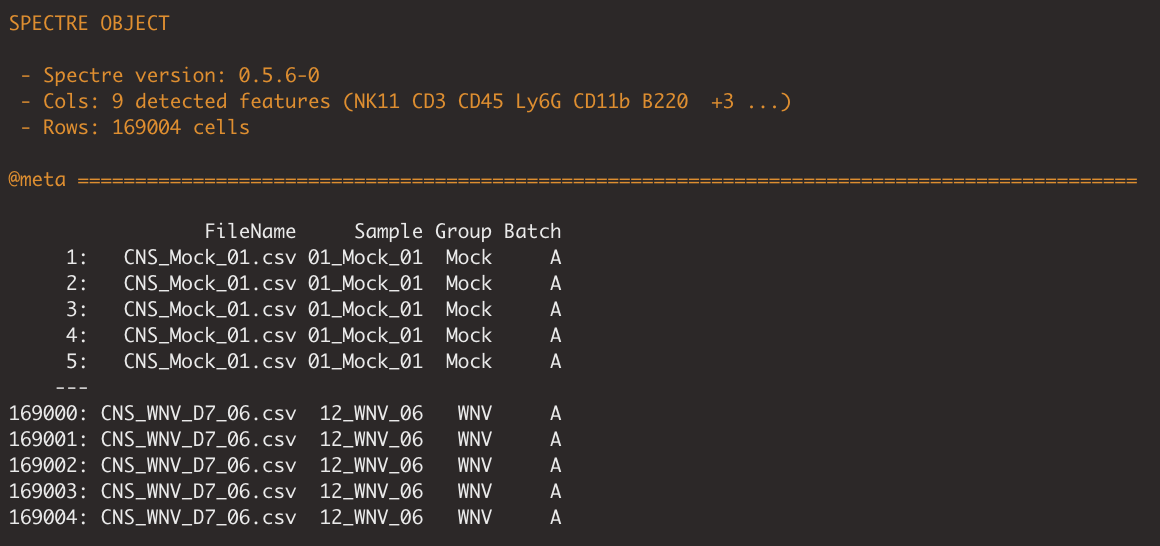 SPECTRE OBJECT
- Spectre version: 0.5.6-0
- Cols: 9 detected features (NK11 CD3 CD45 Ly6G CD11b B220  +3 ...)
- Rows: 169004 cells
@meta ============================================================================================
FileName Sample Group Batch
1: CNS_Mock_01.csv 01_Mock_01 Mock A
2: CNS_Mock_01.csv 01_Mock_01 Mock A
3: CNS_Mock_01.csv 01_Mock_01 Mock A
4: CNS_Mock_01.csv 01_Mock_01 Mock A
5: CNS_Mock_01.csv 01_Mock_01 Mock A
---
169000: CNS_WNV_D7_06.csv 12_WNV_06 WNV A
169001: CNS_WNV_D7_06.csv 12_WNV_06 WNV A
169002: CNS_WNV_D7_06.csv 12_WNV_06 WNV A
169003: CNS_WNV_D7_06.csv 12_WNV_06 WNV A
169004: CNS_WNV_D7_06.csv 12_WNV_06 WNV A